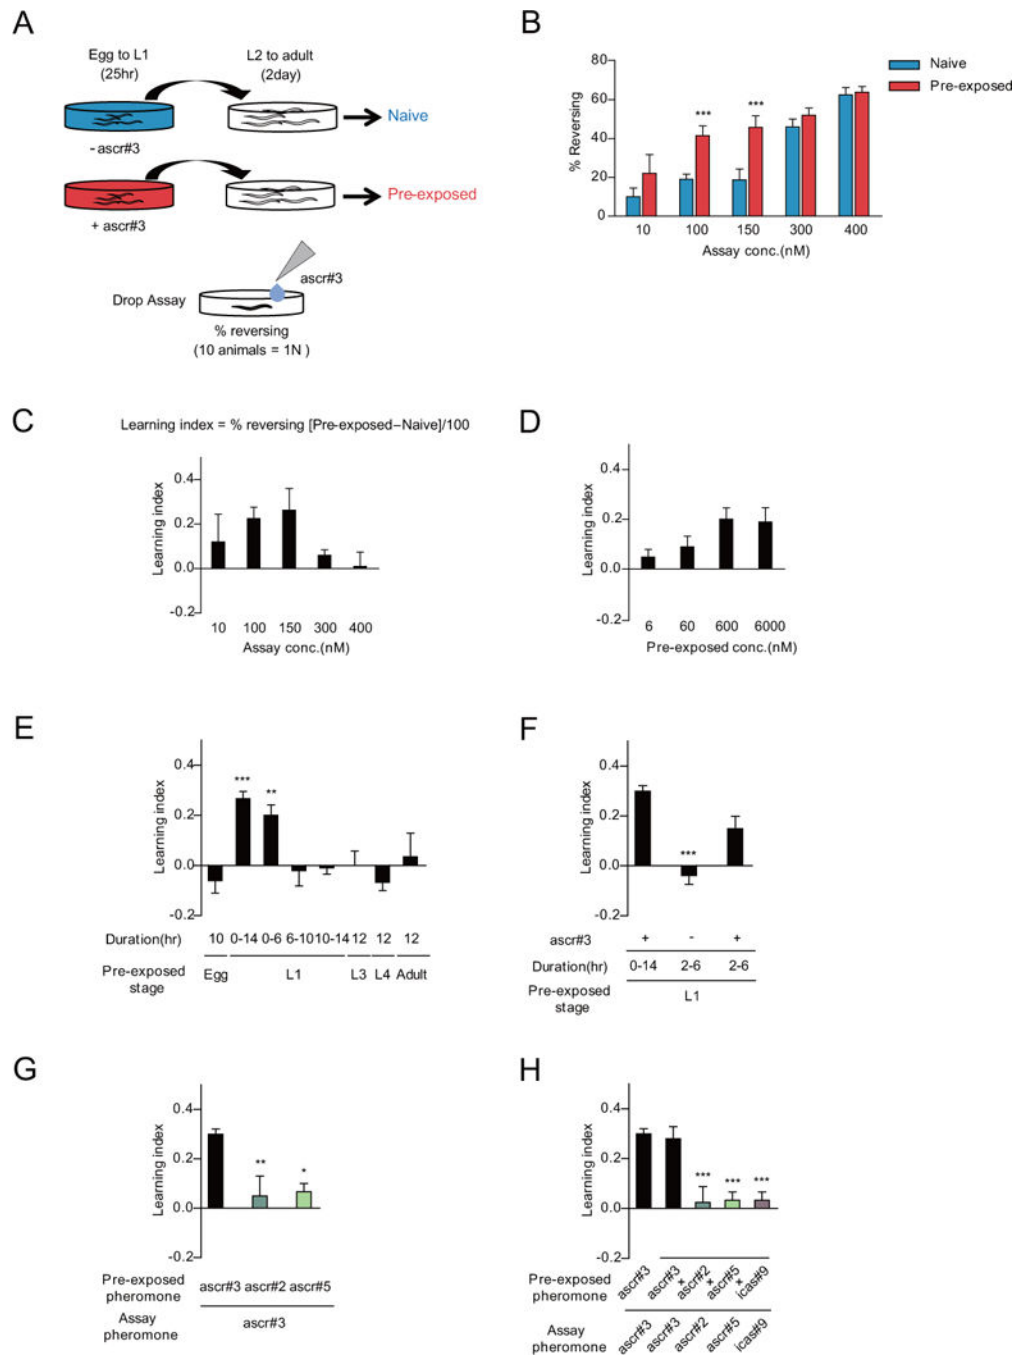 A
Egg to L1
(25hr)
L2 to adult
(2day)
Naive
- ascr#3
Pre-exposed
+ ascr#3
ascr#3
Drop Assay
% reversing
(10 animals = 1N )
B
Naive
Pre-exposed
% Reversing
80
60
40
20
0
***
***
10 100 150 300 400
Assay conc.(nM)
C
Learning index = % reversing [Pre-exposed–Naive]/100
Learning index
0.4
0.2
0.0
-0.2
10 100 150 300 400
Assay conc.(nM)
D
Learning index
0.4
0.2
0.0
-0.2
6 60 600 6000
Pre-exposed conc.(nM)
E
Learning index
0.4
0.2
0.0
-0.2
***
**
Duration(hr) 10 0-14 0-6 6-10 10-14 12 12 12
Pre-exposed stage Egg L1 L3 L4 Adult
F
Learning index
0.4
0.2
0.0
-0.2
***
ascr#3 + - +
Duration(hr) 0-14 2-6 2-6
Pre-exposed stage L1
G
Learning index
0.4
0.2
0.0
-0.2
**
*
Pre-exposed pheromone ascr#3 ascr#2 ascr#5
Assay pheromone ascr#3
H
Learning index
0.4
0.2
0.0
-0.2
***
***
***
Pre-exposed pheromone ascr#3 ascr#3 + ascr#2 + ascr#5 + icas#9
Assay pheromone ascr#3 ascr#3 ascr#2 ascr#5 icas#9